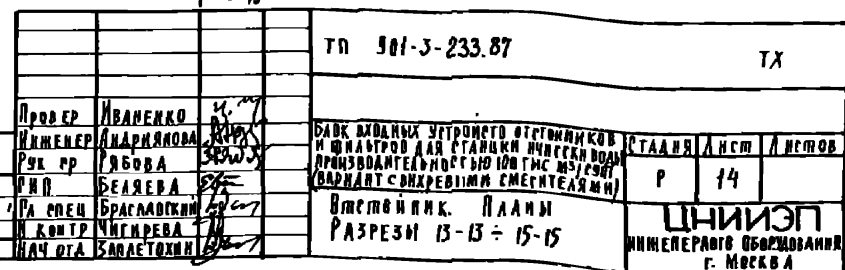 ТП 901-3-233.87 ТХ
Провер Иваненко
Инженер Андриянова
Рук гр Рябова
ГИП Беляева
Гл спец Браславский
Н контр Чигирева
Нач отд Заплетохин
Блок входных устройств отстойников
и фильтров для станции очистки воды
производительностью 100 тыс м³/сут
(вариант с вихревыми смесителями)
Отстойник. Планы
Разрезы 13-13 ÷ 15-15
Стадия Лист Листов
Р 14
ЦНИИЭП
инженерного оборудования
г. Москва